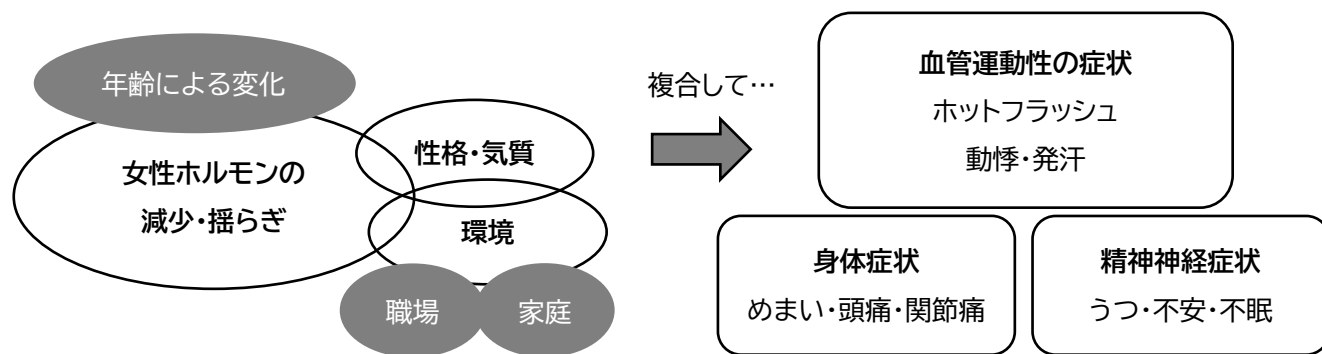 年齢による変化
女性ホルモンの
減少・揺らぎ
性格・気質
環境
職場
家庭
複合して…
血管運動性の症状
ホットフラッシュ
動悸・発汗
身体症状
めまい・頭痛・関節痛
精神神経症状
うつ・不安・不眠